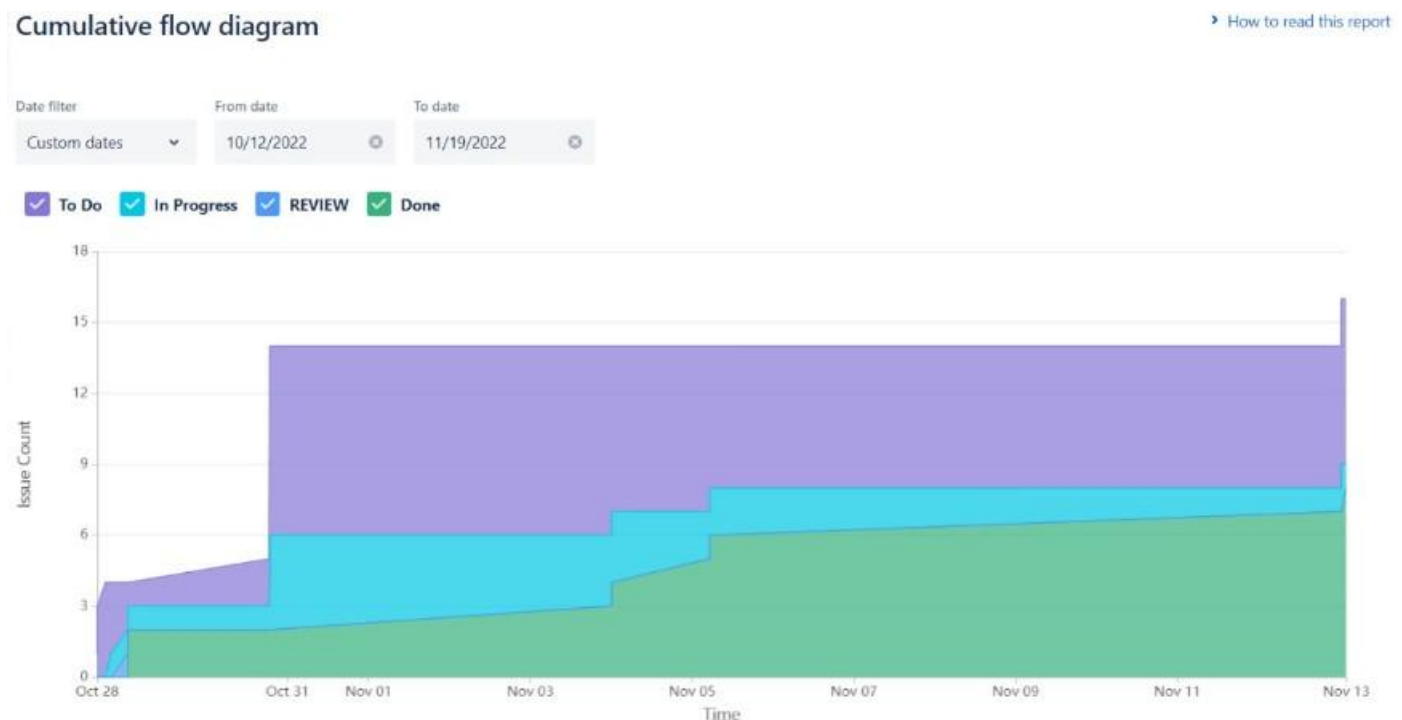 Cumulative flow diagram
How to read this report
Date filter From date To date
Custom dates 10/12/2022 11/19/2022
To Do In Progress REVIEW Done
18
15
12
9
6
3
0
Issue Count
Oct 28 Oct 31 Nov 01 Nov 03 Nov 05 Nov 07 Nov 09 Nov 11 Nov 13
Time